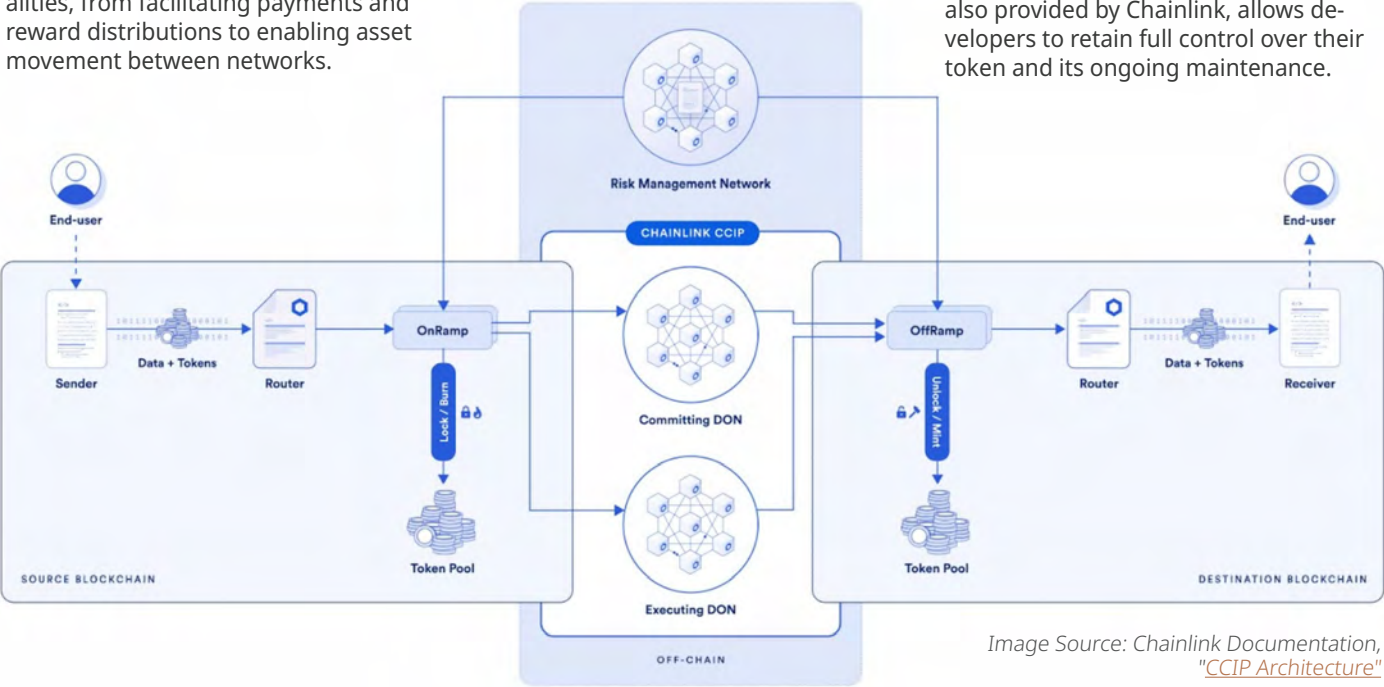 alities, from facilitating payments and
reward distributions to enabling asset
movement between networks.
also provided by Chainlink, allows de-
velopers to retain full control over their
token and its ongoing maintenance.
Risk Management Network
End-user
End-user
CHAINLINK CCIP
OnRamp
OffRamp
Data + Tokens
Data + Tokens
Sender
Router
Router
Receiver
Lock / Burn
Unlock / Mint
Committing DON
Token Pool
Token Pool
SOURCE BLOCKCHAIN
DESTINATION BLOCKCHAIN
Executing DON
OFF-CHAIN
Image Source: Chainlink Documentation,
"CCIP Architecture"